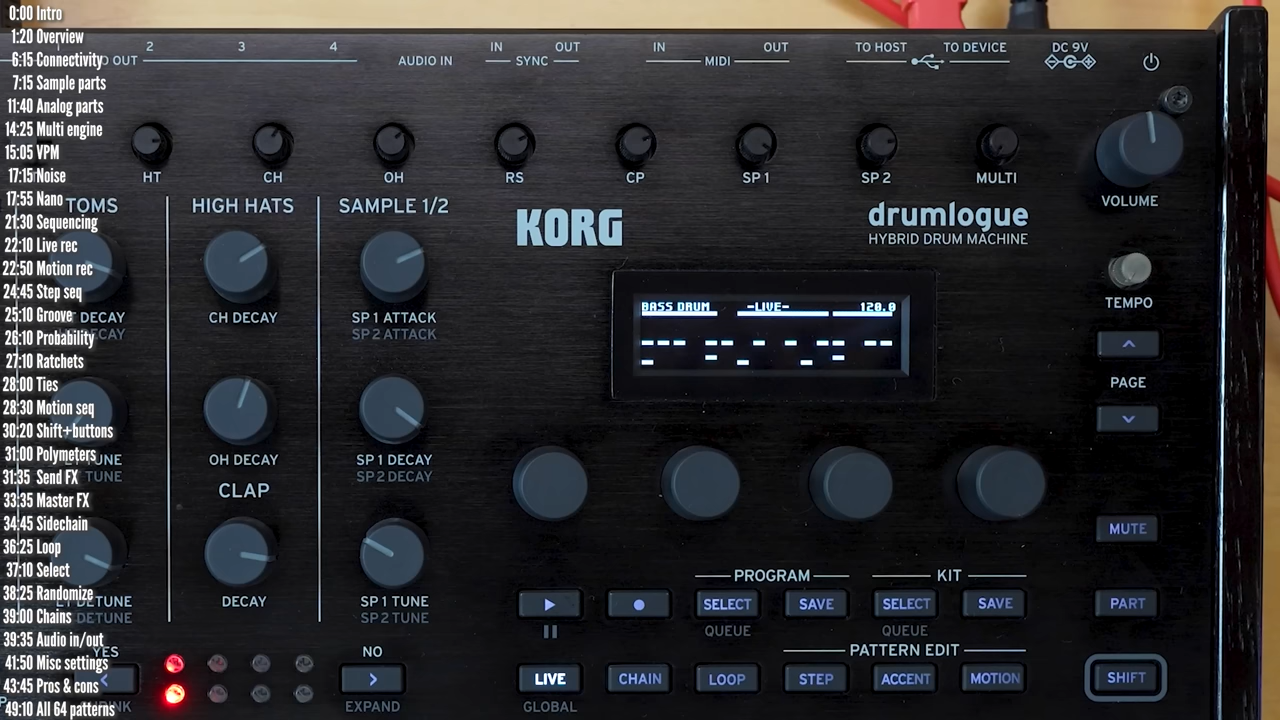 0:00 Intro
1:20 Overview
6:15 Connectivity
7:15 Sample parts
11:40 Analog parts
14:25 Multi engine
15:05 VPM
17:15 Noise
17:55 Nano
21:30 Sequencing
22:10 Live rec
22:50 Motion rec
24:45 Step seq
25:10 Groove
26:10 Probability
27:10 Ratchets
28:00 Ties
28:30 Motion seq
30:20 Shift+buttons
31:00 Polymeters
31:35 Send FX
33:35 Master FX
34:45 Sidechain
36:25 Loop
37:10 Select
38:25 Randomize
39:00 Chains
39:35 Audio in/out
41:50 Misc settings
43:45 Pros & cons
49:10 All 64 patterns
2 3 4 AUDIO IN IN OUT IN OUT TO HOST TO DEVICE DC 9V
OUT SYNC MIDI
HT CH OH RS CP SP 1 SP 2 MULTI
VOLUME
TOMS HIGH HATS SAMPLE 1/2
KORG drumlogue
HYBRID DRUM MACHINE
BASS DRUM -LIVE- 120.0
TEMPO
DECAY CH DECAY SP 1 ATTACK
DECAY SP 2 ATTACK
PAGE
TUNE OH DECAY SP 1 DECAY
TUNE SP 2 DECAY
CLAP
MUTE
PROGRAM KIT
DETUNE DECAY SP 1 TUNE
DETUNE SP 2 TUNE
SELECT SAVE SELECT SAVE PART
QUEUE QUEUE
YES NO PATTERN EDIT
LIVE CHAIN LOOP STEP ACCENT MOTION SHIFT
EXPAND GLOBAL